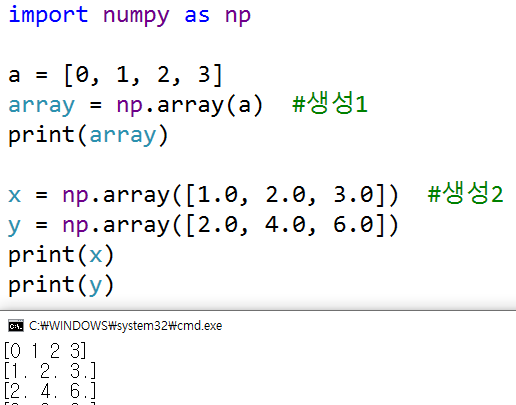 import numpy as np
a = [0, 1, 2, 3]
array = np.array(a)  #생성1
print(array)
x = np.array([1.0, 2.0, 3.0])  #생성2
y = np.array([2.0, 4.0, 6.0])
print(x)
print(y)
C:₩WINDOWS₩system32₩cmd.exe
[0 1 2 3]
[1. 2. 3.]
[2. 4. 6.]